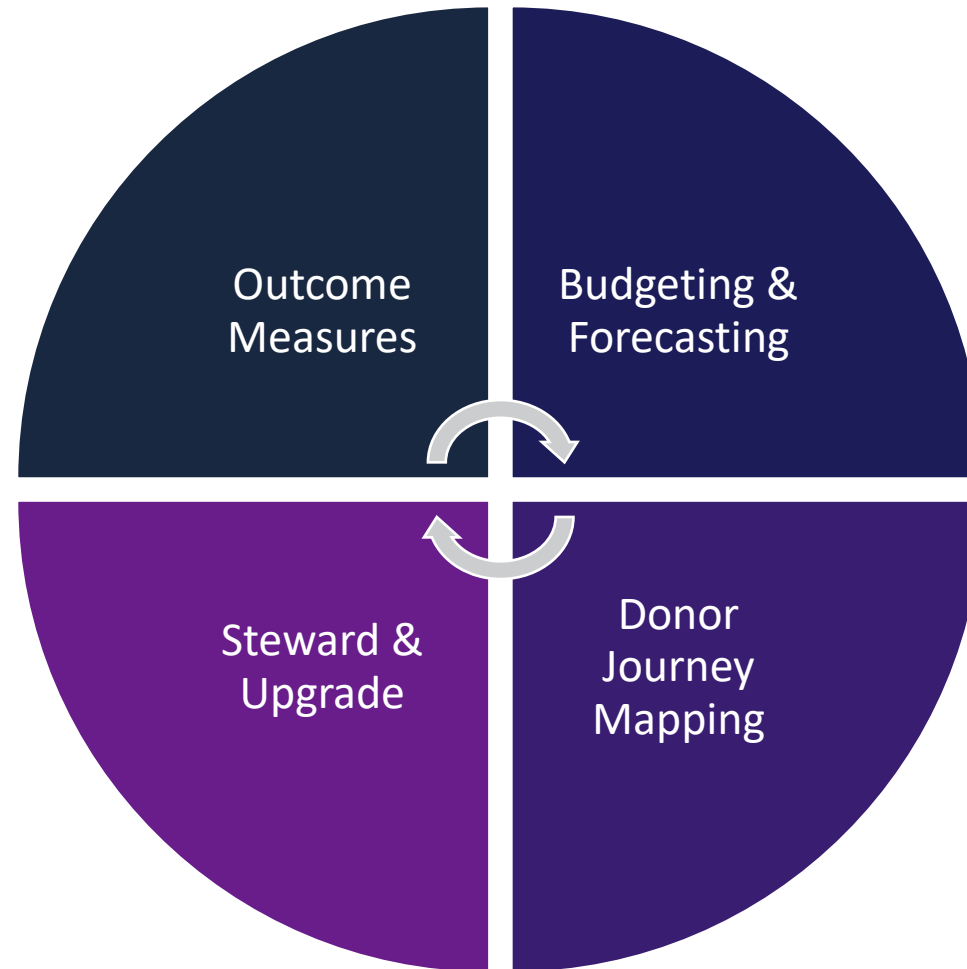 Outcome
Measures
Budgeting &
Forecasting
Steward &
Upgrade
Donor
Journey
Mapping